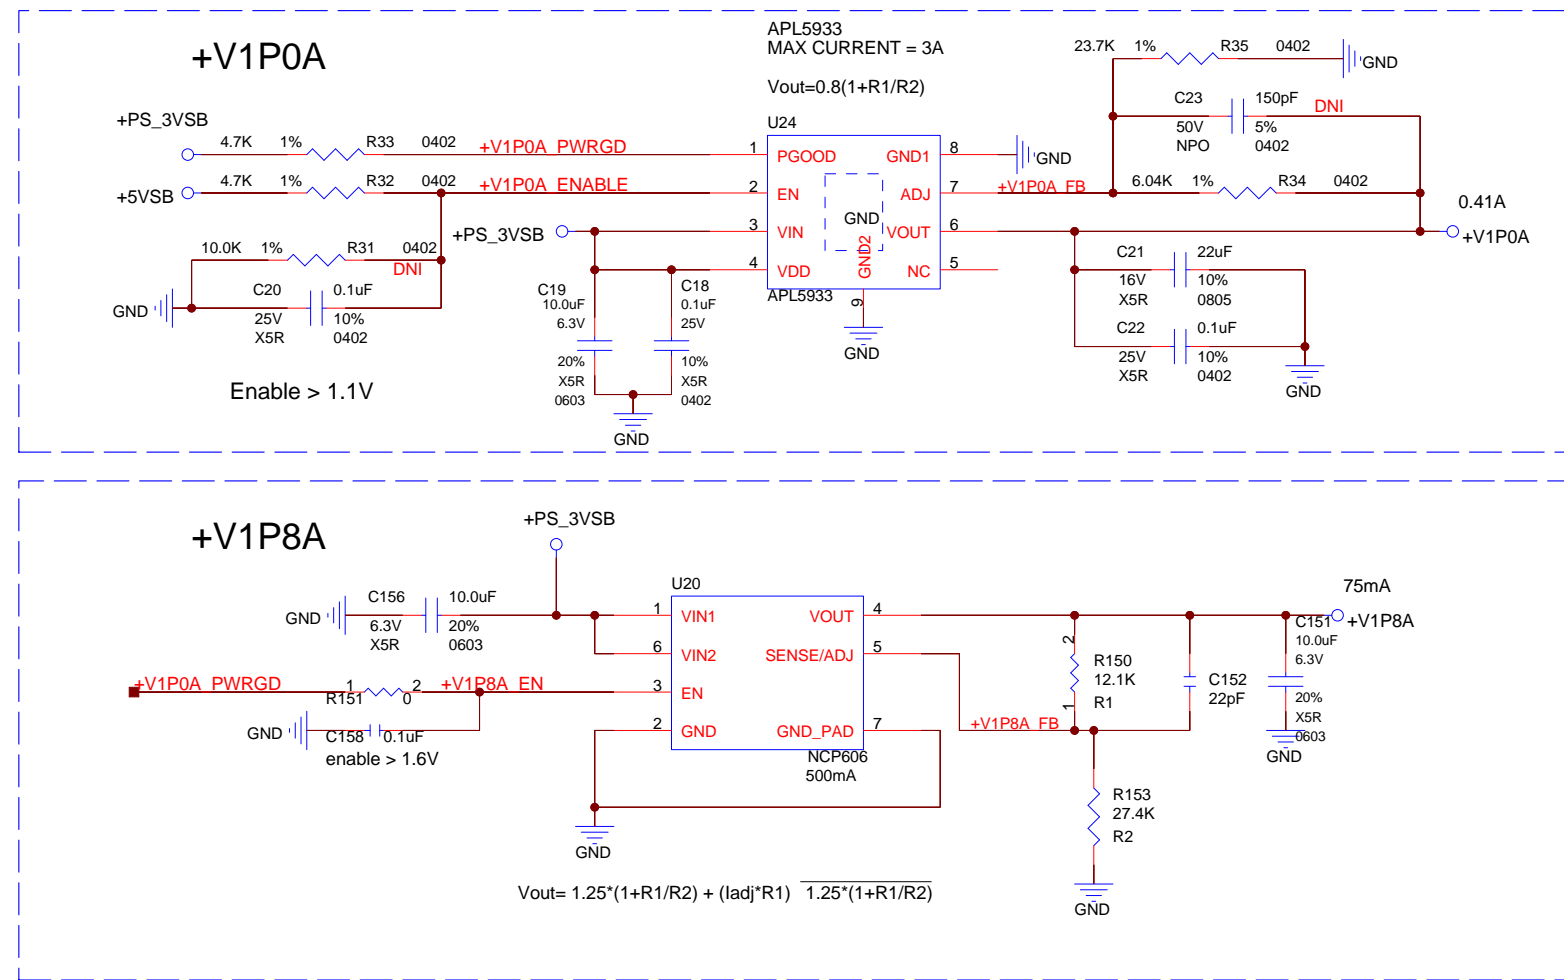 +V1P0A
APL5933
MAX CURRENT = 3A
Vout=0.8(1+R1/R2)
23.7K 1% R35 0402
GND
C23 150pF DNI
50V 5%
NPO 0402
+PS_3VSB
4.7K 1% R33 0402 +V1P0A_PWRGD
U24
1 PGOOD GND1 8
GND
+5VSB
4.7K 1% R32 0402 +V1P0A_ENABLE
2 EN ADJ 7
+V1P0A_FB 6.04K 1% R34 0402
0.41A
GND
+PS_3VSB
3 VIN VOUT 6
+V1P0A
10.0K 1% R31 0402
DNI
GND2
4 VDD NC 5
APL5933
9
GND
C20 0.1uF
GND
25V 10%
X5R 0402
C19
10.0uF
6.3V
20%
X5R
0603
C18
0.1uF
25V
10%
X5R
0402
GND
C21 22uF
16V 10%
X5R 0805
C22 0.1uF
25V 10%
X5R 0402
GND
Enable > 1.1V
+V1P8A
+PS_3VSB
C156 10.0uF
GND
6.3V 20%
X5R 0603
U20
1 VIN1 VOUT 4
6 VIN2 SENSE/ADJ 5
3 EN
2 GND GND_PAD 7
NCP606
500mA
+V1P0A_PWRGD 1 2 +V1P8A_EN
R151 0
GND
C158 0.1uF
enable > 1.6V
GND
75mA
+V1P8A
2
R150
12.1K
R1
1
C152
22pF
C151
10.0uF
6.3V
20%
X5R
0603
GND
+V1P8A_FB
R153
27.4K
R2
GND
Vout= 1.25*(1+R1/R2) + (Iadj*R1) 1.25*(1+R1/R2)